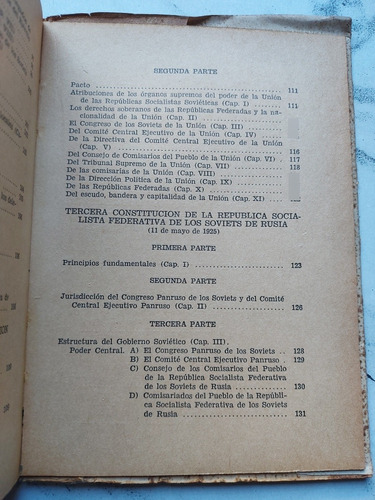 SEGUNDA PARTE
Pacto 111
Atribuciones de los órganos supremos del poder de la Unión
de las Repúblicas Socialistas Soviéticas (Cap. I) 111
Los derechos soberanos de las Repúblicas Federadas y la na-
cionalidad de la Unión (Cap. II)
El Congreso de los Soviets de la Unión (Cap. III)
Del Comité Central Ejecutivo de la Unión (Cap. IV)
De la Directiva del Comité Central Ejecutivo de la Unión
(Cap. V) 116
Del Consejo de Comisarios del Pueblo de la Unión (Cap. VI) 117
Del Tribunal Supremo de la Unión (Cap. VII) 118
De las comisarías de la Unión (Cap. VIII)
De la Dirección Política de la Unión (Cap. IX)
De las Repúblicas Federadas (Cap. X)
Del escudo, bandera y capitalidad de la Unión (Cap. XI)
TERCERA CONSTITUCION DE LA REPUBLICA SOCIA-
LISTA FEDERATIVA DE LOS SOVIETS DE RUSIA
(11 de mayo de 1925)
PRIMERA PARTE
Principios fundamentales (Cap. I) 123
SEGUNDA PARTE
Jurisdicción del Congreso Panruso de los Soviets y del Comité
Central Ejecutivo Panruso (Cap. II) 126
TERCERA PARTE
Estructura del Gobierno Soviético (Cap. III).
Poder Central. A) El Congreso Panruso de los Soviets 128
B) El Comité Central Ejecutivo Panruso 129
C) Consejo de los Comisarios del Pueblo de
la República Socialista Federativa de
los Soviets de Rusia 130
D) Comisariados del Pueblo de la Repúbli-
ca Socialista Federativa de los Soviets
de Rusia 131